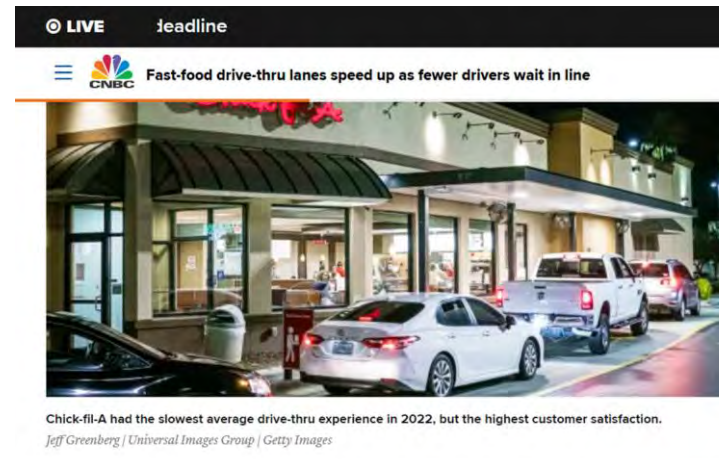 LIVE
deadline
CNBC
Fast-food drive-thru lanes speed up as fewer drivers wait in line
Chick-fil-A
Chick-fil-A had the slowest average drive-thru experience in 2022, but the highest customer satisfaction.
Jeff Greenberg | Universal Images Group | Getty Images